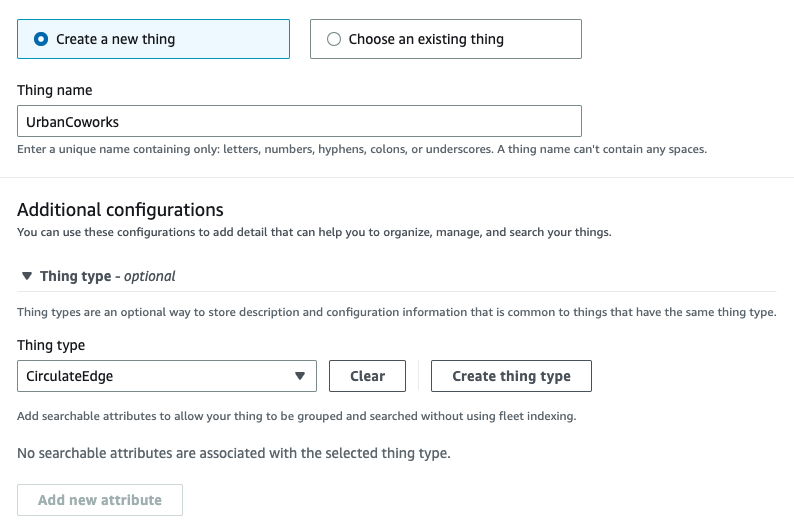 Create a new thing
Choose an existing thing
Thing name
UrbanCoworks
Enter a unique name containing only: letters, numbers, hyphens, colons, or underscores. A thing name can't contain any spaces.
Additional configurations
You can use these configurations to add detail that can help you to organize, manage, and search your things.
Thing type - optional
Thing types are an optional way to store description and configuration information that is common to things that have the same thing type.
Thing type
CirculateEdge
Clear
Create thing type
Add searchable attributes to allow your thing to be grouped and searched without using fleet indexing.
No searchable attributes are associated with the selected thing type.
Add new attribute